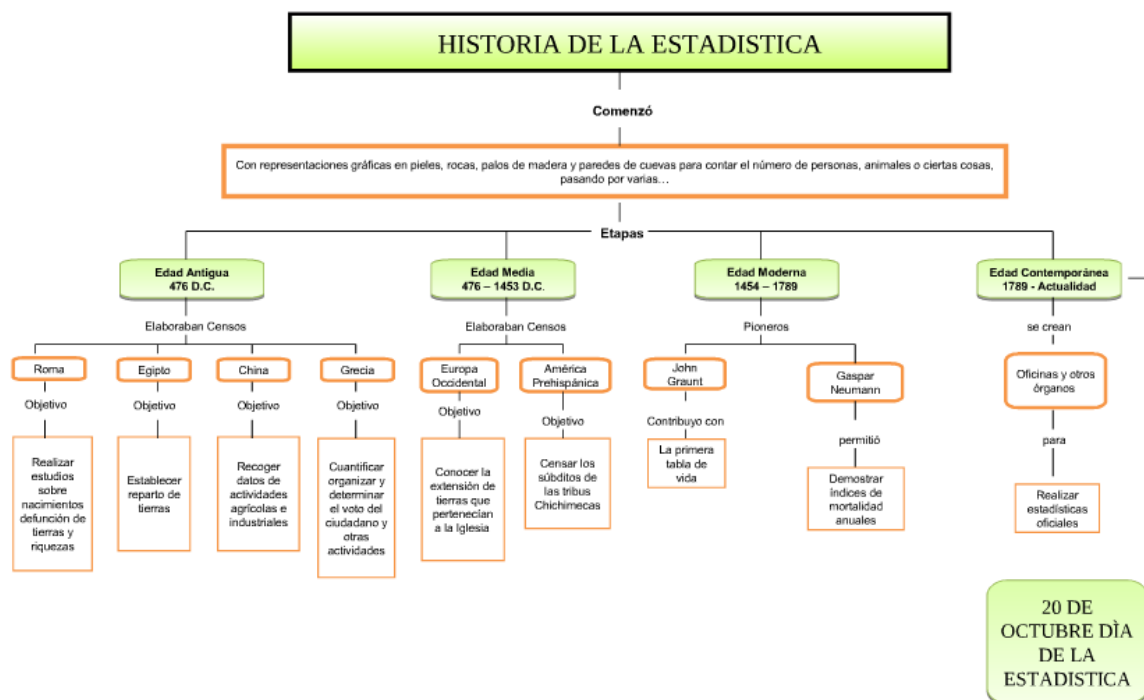 HISTORIA DE LA ESTADISTICA
Comenzó
Con representaciones gráficas en pieles, rocas, palos de madera y paredes de cuevas para contar el número de personas, animales o ciertas cosas,
pasando por varias…
Etapas
Edad Antigua
476 D.C.
Elaboraban Censos
Roma
Objetivo
Realizar
estudios
sobre
nacimientos
defunción de
tierras y
riquezas
Egipto
Objetivo
Establecer
reparto de
tierras
China
Objetivo
Recoger
datos de
actividades
agrícolas e
industriales
Grecia
Objetivo
Cuantificar
organizar y
determinar
el voto del
ciudadano y
otras
actividades
Edad Media
476 – 1453 D.C.
Elaboraban Censos
Europa
Occidental
Objetivo
Conocer la
extensión de
tierras que
pertenecían
a la Iglesia
América
Prehispánica
Objetivo
Censar los
súbditos de
las tribus
Chichimecas
Edad Moderna
1454 – 1789
Pioneros
John
Graunt
Contribuyo con
La primera
tabla de
vida
Gaspar
Neumann
permitió
Demostrar
índices de
mortalidad
anuales
Edad Contemporánea
1789 - Actualidad
se crean
Oficinas y otros
órganos
para
Realizar
estadísticas
oficiales
20 DE
OCTUBRE DÌA
DE LA
ESTADISTICA